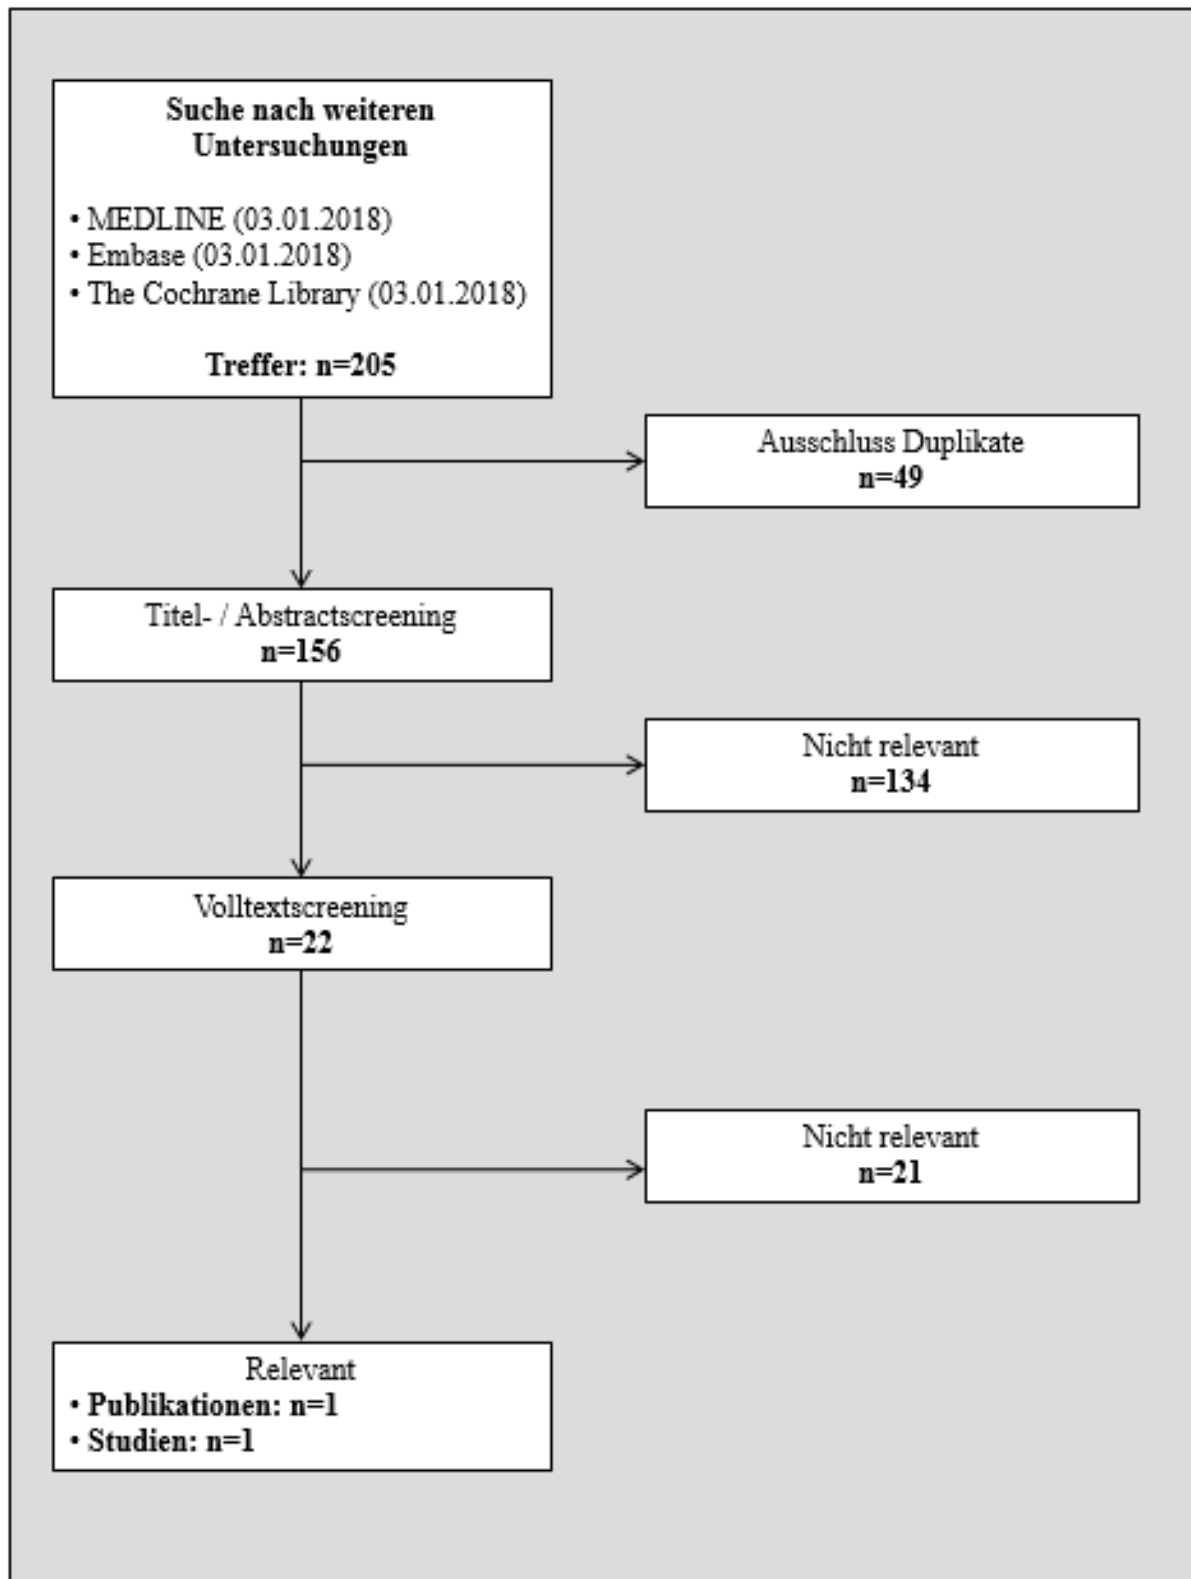 Suche nach weiteren
Untersuchungen
• MEDLINE (03.01.2018)
• Embase (03.01.2018)
• The Cochrane Library (03.01.2018)
Treffer: n=205
Ausschluss Duplikate
n=49
Titel- / Abstractscreening
n=156
Nicht relevant
n=134
Volltextscreening
n=22
Nicht relevant
n=21
Relevant
• Publikationen: n=1
• Studien: n=1